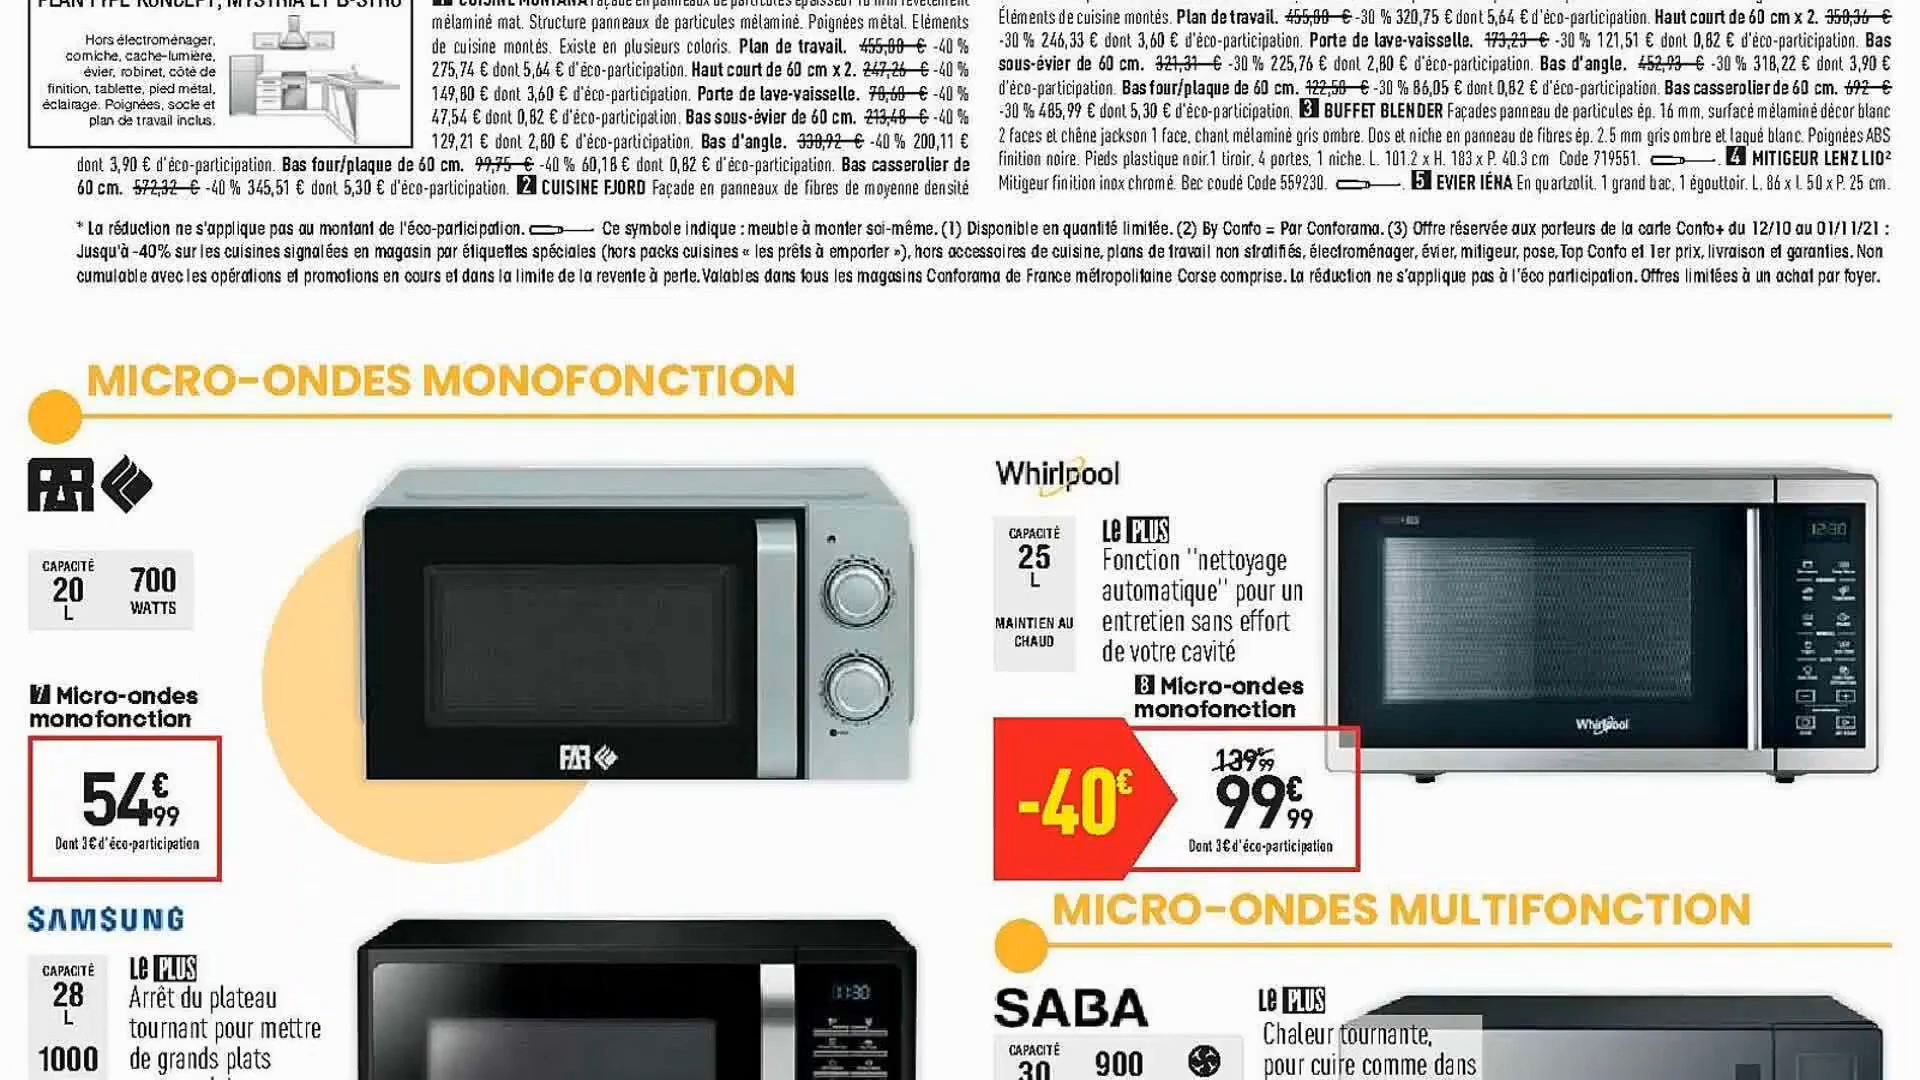 PLAN TYPE KONCEPT, MYSTRIA ET B-STRO
Hors électroménager,
corniche, cache-lumière,
évier, robinet, côté de
finition, tablette, pied métal,
éclairage. Poignées, socle et
plan de travail inclus.
1 CUISINE MONTANA Façade en panneaux de particules épaisseur 16 mm revêtement
mélaminé mat. Structure panneaux de particules mélaminé. Poignées métal. Eléments
de cuisine montés. Existe en plusieurs coloris. Plan de travail. 455,80 € -40 %
275,74 € dont 5,64 € d'éco-participation. Haut court de 60 cm x 2. 247,26 € -40 %
149,80 € dont 3,60 € d'éco-participation. Porte de lave-vaisselle. 78,68 € -40 %
47,54 € dont 0,82 € d'éco-participation. Bas sous-évier de 60 cm. 213,48 € -40 %
129,21 € dont 2,80 € d'éco-participation. Bas d'angle. 330,92 € -40 % 200,11 €
dont 3,90 € d'éco-participation. Bas four/plaque de 60 cm. 99,75 € -40 % 60,18 € dont 0,82 € d'éco-participation. Bas casserolier de
60 cm. 572,32 € -40 % 345,51 € dont 5,30 € d'éco-participation. 2 CUISINE FJORD Façade en panneaux de fibres de moyenne densité
Éléments de cuisine montés. Plan de travail. 455,80 € -30 % 320,75 € dont 5,64 € d'éco-participation. Haut court de 60 cm x 2. 350,36 €
-30 % 246,33 € dont 3,60 € d'éco-participation. Porte de lave-vaisselle. 173,23 € -30 % 121,51 € dont 0,82 € d'éco-participation. Bas
sous-évier de 60 cm. 321,31 € -30 % 225,76 € dont 2,80 € d'éco-participation. Bas d'angle. 452,93 € -30 % 318,22 € dont 3,90 €
d'éco-participation. Bas four/plaque de 60 cm. 122,58 € -30 % 86,05 € dont 0,82 € d'éco-participation. Bas casserolier de 60 cm. 692 €
-30 % 485,99 € dont 5,30 € d'éco-participation. 3 BUFFET BLENDER Façades panneau de particules ép. 16 mm, surfacé mélaminé décor blanc
2 faces et chêne jackson 1 face, chant mélaminé gris ombre. Dos et niche en panneau de fibres ép. 2.5 mm gris ombre et laqué blanc. Poignées ABS
finition noire. Pieds plastique noir.1 tiroir, 4 portes, 1 niche. L. 101.2 x H. 183 x P. 40.3 cm Code 719551. 4 MITIGEUR LENZ LIO²
Mitigeur finition inox chromé. Bec coudé Code 559230. 5 EVIER IÉNA En quartzolit. 1 grand bac, 1 égouttoir. L. 86 x l. 50 x P. 25 cm.
* La réduction ne s'applique pas au montant de l'éco-participation. Ce symbole indique : meuble à monter soi-même. (1) Disponible en quantité limitée. (2) By Confo = Par Conforama. (3) Offre réservée aux porteurs de la carte Confo+ du 12/10 au 01/11/21 :
Jusqu'à -40% sur les cuisines signalées en magasin par étiquettes spéciales (hors packs cuisines « les prêts à emporter »), hors accessoires de cuisine, plans de travail non stratifiés, électroménager, évier, mitigeur, pose, Top Confo et 1er prix, livraison et garanties. Non
cumulable avec les opérations et promotions en cours et dans la limite de la revente à perte. Valables dans tous les magasins Conforama de France métropolitaine Corse comprise. La réduction ne s'applique pas à l'éco participation. Offres limitées à un achat par foyer.
MICRO-ONDES MONOFONCTION
FAR
CAPACITÉ
20
L
700
WATTS
7 Micro-ondes
monofonction
54€99
Dont 3€ d'éco-participation
FAR
Whirlpool
CAPACITÉ
25
L
MAINTIEN AU
CHAUD
Le PLUS
Fonction "nettoyage
automatique" pour un
entretien sans effort
de votre cavité
8 Micro-ondes
monofonction
-40€
139€99
99€99
Dont 3€ d'éco-participation
12:30
Whirlpool
SAMSUNG
CAPACITÉ
28
L
1000
Le PLUS
Arrêt du plateau
tournant pour mettre
de grands plats
11:30
MICRO-ONDES MULTIFONCTION
SABA
CAPACITÉ
30
900
Le PLUS
Chaleur tournante,
pour cuire comme dans